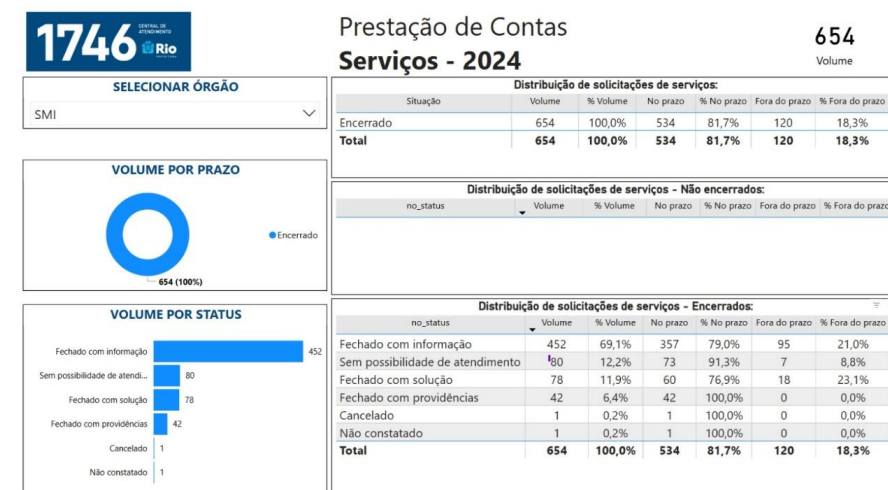 1746
CENTRAL DE
ATENDIMENTO
Rio
Prestação de Contas
Serviços - 2024
654
Volume
SELECIONAR ÓRGÃO
SMI
Distribuição de solicitações de serviços:
Situação Volume % Volume No prazo % No prazo Fora do prazo % Fora do prazo
Encerrado 654 100,0% 534 81,7% 120 18,3%
Total 654 100,0% 534 81,7% 120 18,3%
VOLUME POR PRAZO
Encerrado
654 (100%)
Distribuição de solicitações de serviços - Não encerrados:
no_status Volume % Volume No prazo % No prazo Fora do prazo % Fora do prazo
VOLUME POR STATUS
Fechado com informação 452
Sem possibilidade de atendi... 80
Fechado com solução 78
Fechado com providências 42
Cancelado 1
Não constatado 1
Distribuição de solicitações de serviços - Encerrados:
no_status Volume % Volume No prazo % No prazo Fora do prazo % Fora do prazo
Fechado com informação 452 69,1% 357 79,0% 95 21,0%
Sem possibilidade de atendimento 80 12,2% 73 91,3% 7 8,8%
Fechado com solução 78 11,9% 60 76,9% 18 23,1%
Fechado com providências 42 6,4% 42 100,0% 0 0,0%
Cancelado 1 0,2% 1 100,0% 0 0,0%
Não constatado 1 0,2% 1 100,0% 0 0,0%
Total 654 100,0% 534 81,7% 120 18,3%